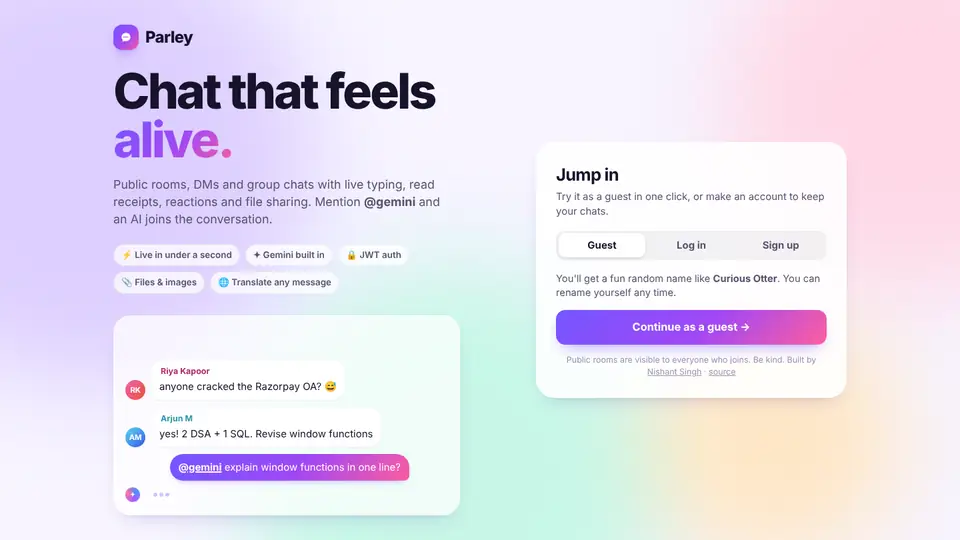 Parley
Chat that feels
alive.
Public rooms, DMs and group chats with live typing, read
receipts, reactions and file sharing. Mention @gemini and
an AI joins the conversation.
⚡ Live in under a second
✦ Gemini built in
🔒 JWT auth
📎 Files & images
🌐 Translate any message
Riya Kapoor
RK
anyone cracked the Razorpay OA? 😅
Arjun M
AM
yes! 2 DSA + 1 SQL. Revise window functions
@gemini explain window functions in one line?
Jump in
Try it as a guest in one click, or make an account to keep
your chats.
Guest
Log in
Sign up
You'll get a fun random name like Curious Otter. You can
rename yourself any time.
Continue as a guest →
Public rooms are visible to everyone who joins. Be kind. Built by
Nishant Singh · source